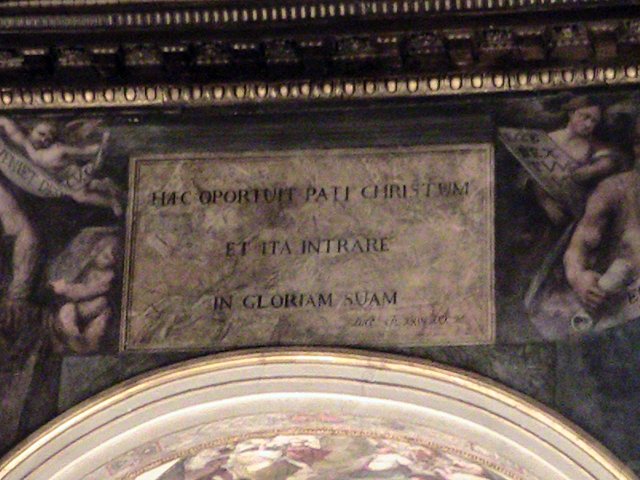 HÆC OPORTUIT PATI CHRISTUM
ET ITA INTRARE
IN GLORIAM SUAM